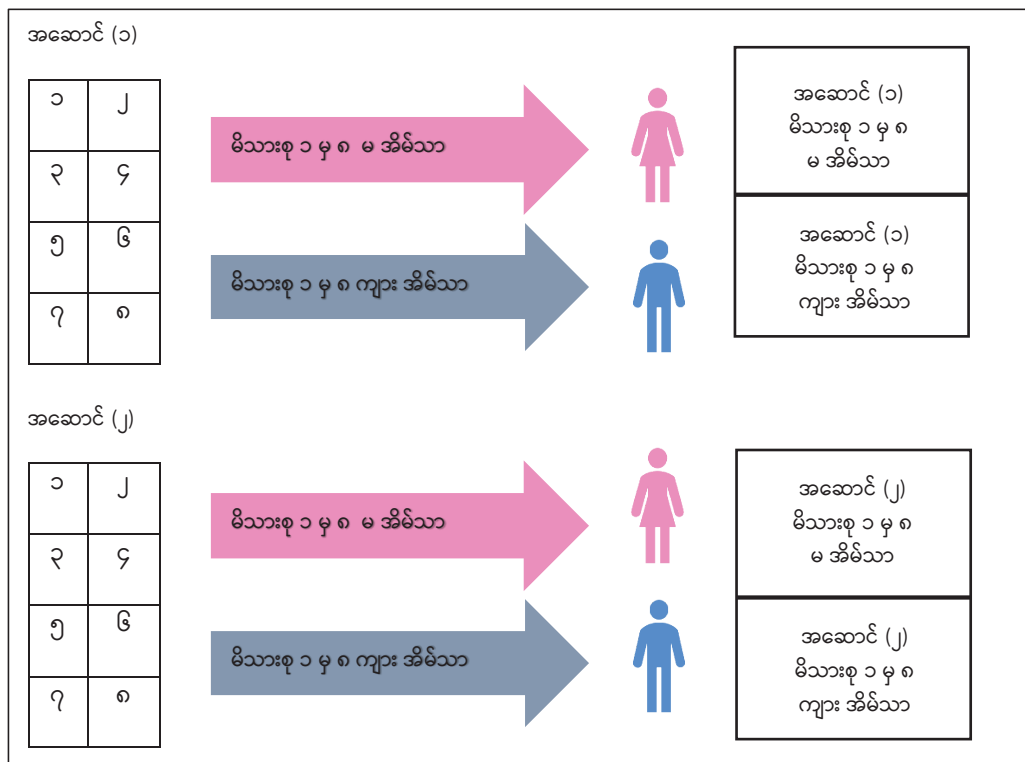 အဆောင် (၁)
၁ ၂
၃ ၄
၅ ၆
၇ ၈
မိသားစု ၁ မှ ၈ မ အိမ်သာ
မိသားစု ၁ မှ ၈ ကျား အိမ်သာ
အဆောင် (၁)
မိသားစု ၁ မှ ၈
မ အိမ်သာ
အဆောင် (၁)
မိသားစု ၁ မှ ၈
ကျား အိမ်သာ
အဆောင် (၂)
၁ ၂
၃ ၄
၅ ၆
၇ ၈
မိသားစု ၁ မှ ၈ မ အိမ်သာ
မိသားစု ၁ မှ ၈ ကျား အိမ်သာ
အဆောင် (၂)
မိသားစု ၁ မှ ၈
မ အိမ်သာ
အဆောင် (၂)
မိသားစု ၁ မှ ၈
ကျား အိမ်သာ